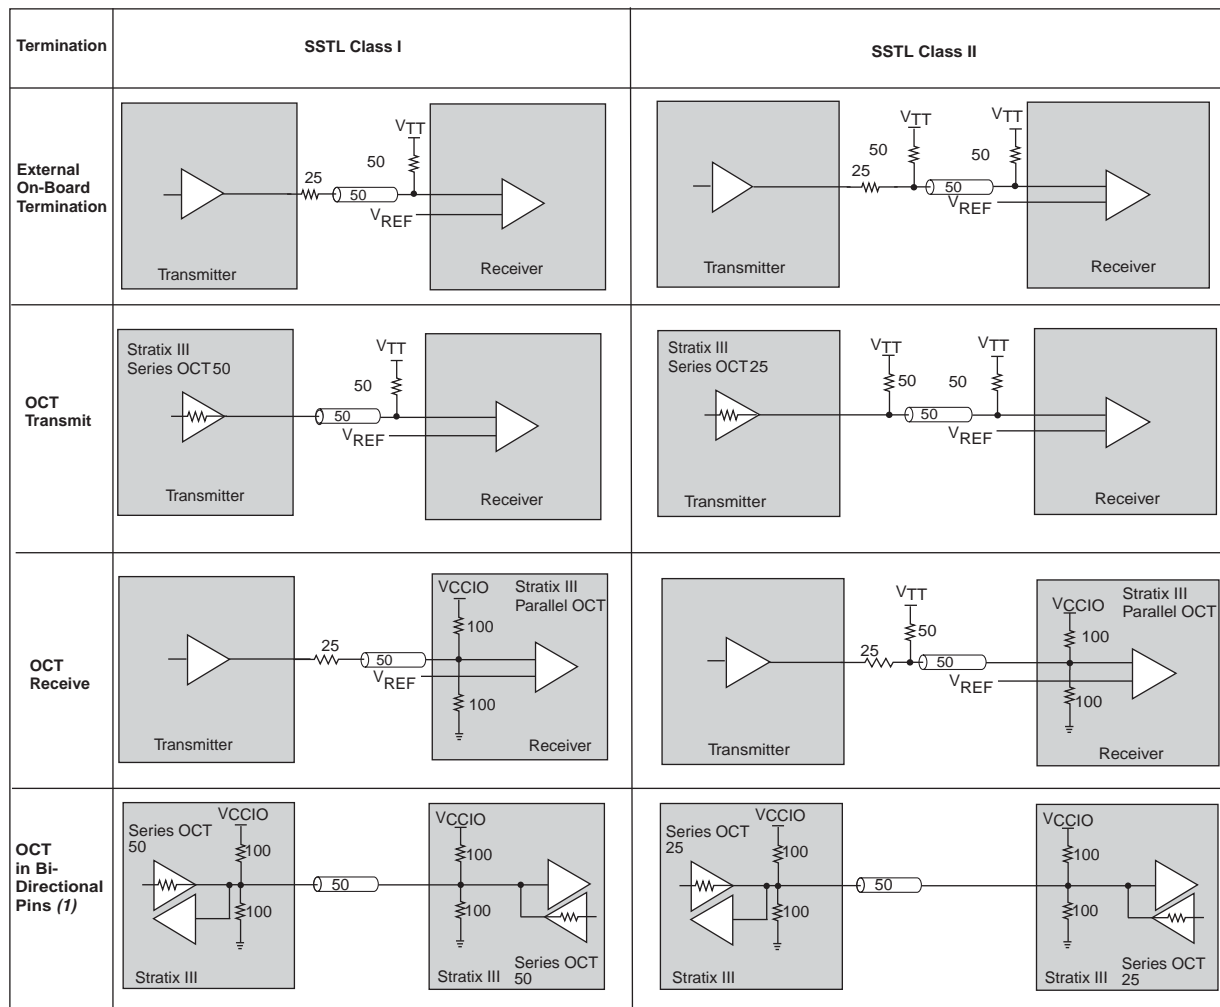 Termination
SSTL Class I
SSTL Class II
External
On-Board
Termination
VTT
50
25
50
VREF
Transmitter
Receiver
VTT
VTT
50
50
25
50
VREF
Transmitter
Receiver
OCT
Transmit
Stratix III
Series OCT 50
VTT
50
50
VREF
Transmitter
Receiver
Stratix III
Series OCT 25
VTT
VTT
50
50
50
VREF
Transmitter
Receiver
OCT
Receive
VCCIO
Stratix III
Parallel OCT
100
25
50
VREF
100
Transmitter
Receiver
VTT
Stratix III
VCCIO
Parallel OCT
50
100
25
50
VREF
100
Transmitter
Receiver
OCT
in Bi-
Directional
Pins (1)
Series OCT
50
VCCIO
100
50
100
Stratix III
VCCIO
100
100
Stratix III
Series OCT
50
Series OCT
25
VCCIO
100
50
100
Stratix III
VCCIO
100
100
Stratix III
Series OCT
25